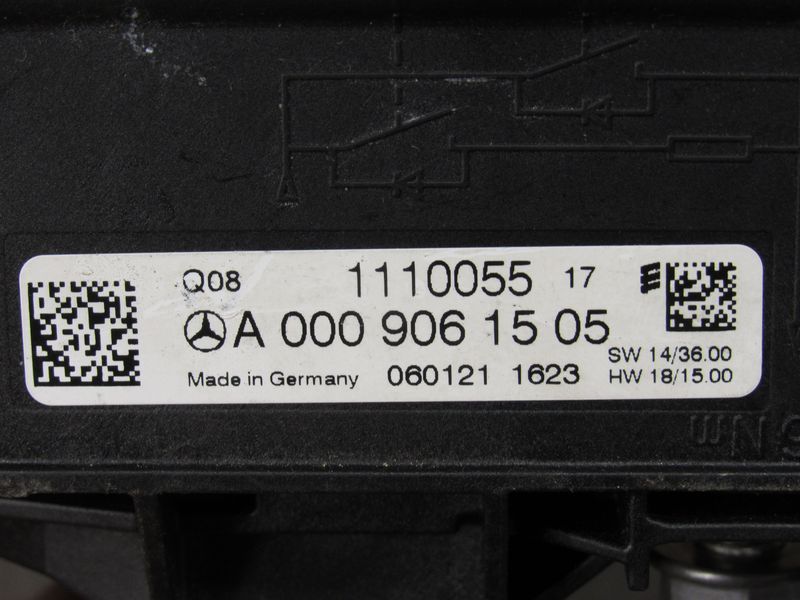 Q08 1110055 17 E
A 000 906 15 05
SW 14/36.00
Made in Germany 060121 1623 HW 18/15.00
Nm